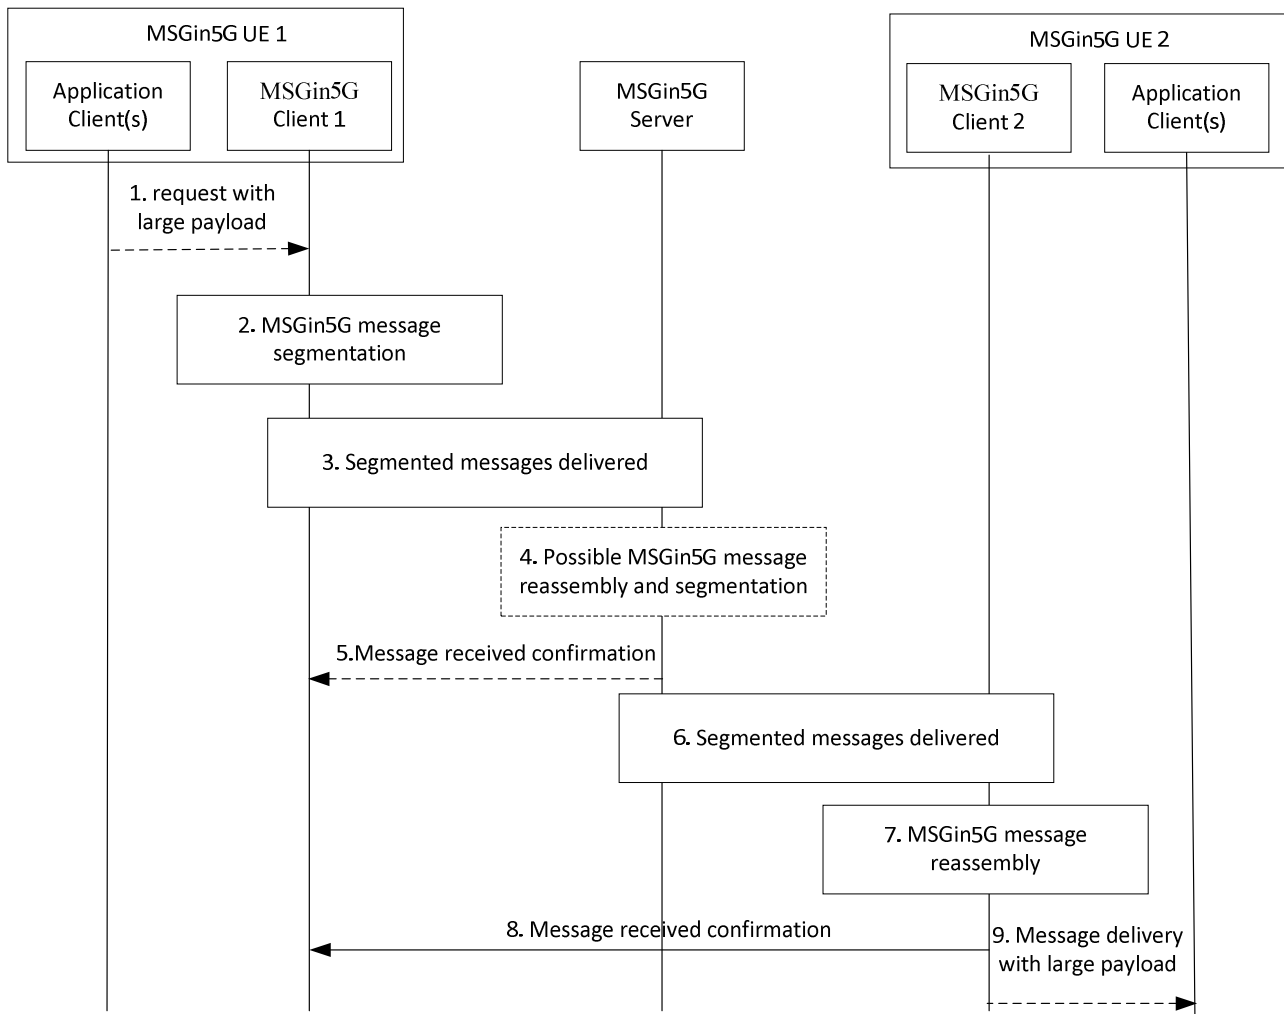 MSGin5G UE 1
MSGin5G UE 2
Application
Client(s)
MSGin5G
Client 1
MSGin5G
Server
MSGin5G
Client 2
Application
Client(s)
1. request with
large payload
2. MSGin5G message
segmentation
3. Segmented messages delivered
4. Possible MSGin5G message
reassembly and segmentation
5.Message received confirmation
6. Segmented messages delivered
7. MSGin5G message
reassembly
8. Message received confirmation
9. Message delivery
with large payload